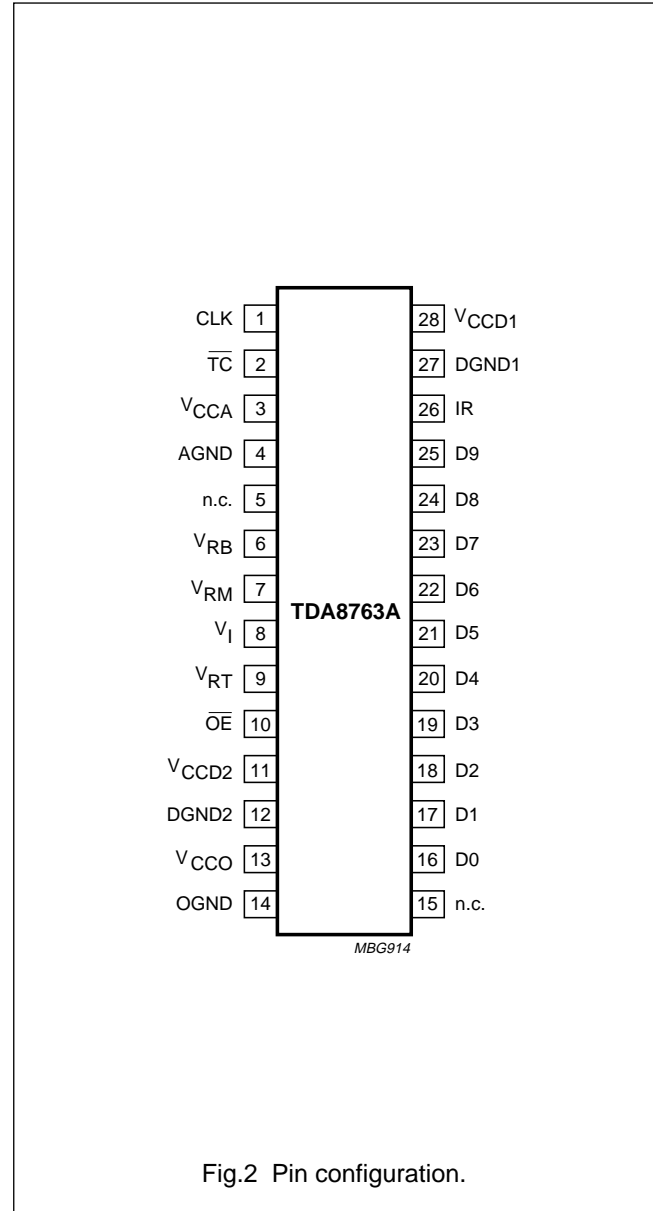 CLK 1 28 VCCD1
TC 2 27 DGND1
VCCA 3 26 IR
AGND 4 25 D9
n.c. 5 24 D8
VRB 6 23 D7
VRM 7 22 D6
TDA8763A
VI 8 21 D5
VRT 9 20 D4
OE 10 19 D3
VCCD2 11 18 D2
DGND2 12 17 D1
VCCO 13 16 D0
OGND 14 15 n.c.
MBG914
Fig.2 Pin configuration.